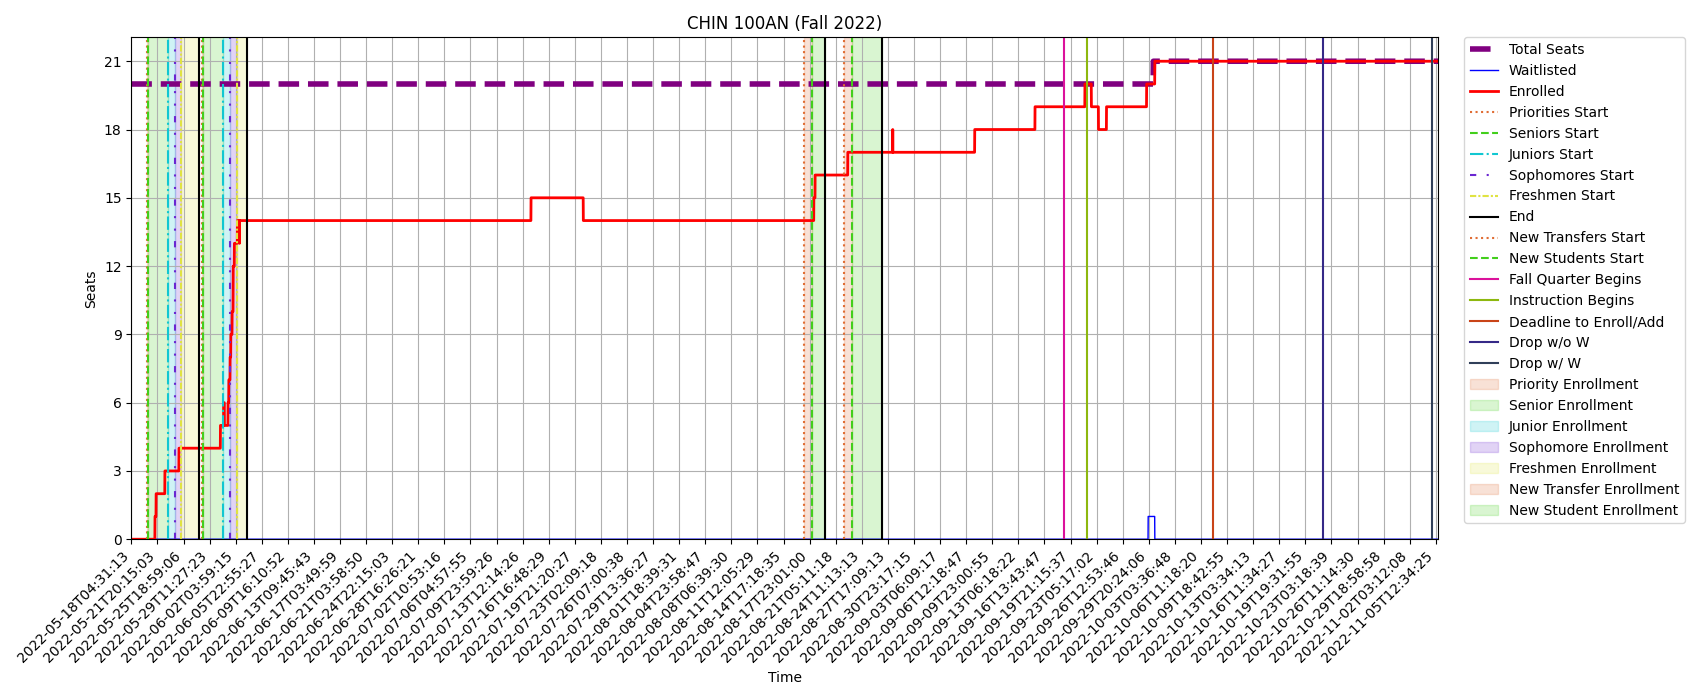 CHIN 100AN (Fall 2022)
Seats
21
18
15
12
9
6
3
0
2022-05-18T04:31:13
2022-05-21T20:15:03
2022-05-25T18:59:06
2022-05-29T11:27:23
2022-06-02T03:59:15
2022-06-05T22:55:27
2022-06-09T16:10:52
2022-06-13T09:45:43
2022-06-17T03:49:59
2022-06-21T03:58:50
2022-06-24T22:15:03
2022-06-28T16:26:21
2022-07-02T10:53:16
2022-07-06T04:57:55
2022-07-09T23:59:26
2022-07-13T12:14:26
2022-07-16T16:48:29
2022-07-19T21:20:27
2022-07-23T02:09:18
2022-07-26T07:00:38
2022-07-29T13:36:27
2022-08-01T18:39:31
2022-08-04T23:58:47
2022-08-08T06:39:30
2022-08-11T12:05:29
2022-08-14T17:18:35
2022-08-17T23:01:00
2022-08-21T05:11:18
2022-08-24T11:13:13
2022-08-27T17:09:13
2022-08-30T23:17:15
2022-09-03T06:09:17
2022-09-06T12:18:47
2022-09-09T23:00:55
2022-09-13T06:18:22
2022-09-16T13:43:47
2022-09-19T21:15:37
2022-09-23T05:17:02
2022-09-26T12:53:46
2022-09-29T20:24:06
2022-10-03T03:36:48
2022-10-06T11:18:20
2022-10-09T18:42:55
2022-10-13T03:34:13
2022-10-16T11:34:27
2022-10-19T19:31:55
2022-10-23T03:18:39
2022-10-26T11:14:30
2022-10-29T18:58:58
2022-11-02T03:12:08
2022-11-05T12:34:25
Time
Total Seats
Waitlisted
Enrolled
Priorities Start
Seniors Start
Juniors Start
Sophomores Start
Freshmen Start
End
New Transfers Start
New Students Start
Fall Quarter Begins
Instruction Begins
Deadline to Enroll/Add
Drop w/o W
Drop w/ W
Priority Enrollment
Senior Enrollment
Junior Enrollment
Sophomore Enrollment
Freshmen Enrollment
New Transfer Enrollment
New Student Enrollment